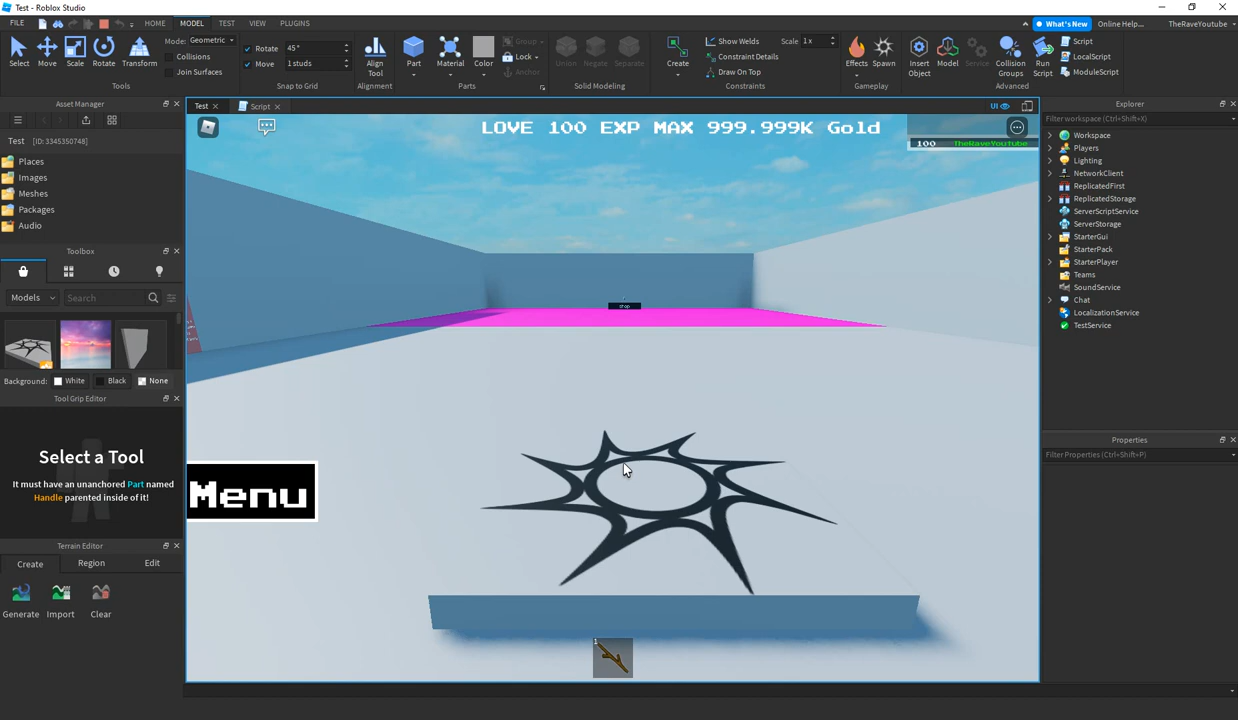 Test - Roblox Studio
FILE HOME MODEL TEST VIEW PLUGINS What's New Online Help... TheRaveYoutube
Select Move Scale Rotate Transform
Mode: Geometric
Collisions
Join Surfaces
Tools
Rotate 45°
Move 1 studs
Snap to Grid
Align Tool
Alignment
Part Material Color
Group
Lock
Anchor
Parts
Union Negate Separate
Solid Modeling
Create
Show Welds Scale 1x
Constraint Details
Draw On Top
Constraints
Effects Spawn
Gameplay
Insert Object Model Service Collision Groups Run Script
Script
LocalScript
ModuleScript
Advanced
Asset Manager
Test [ID: 3345350748]
Places
Images
Meshes
Packages
Audio
Toolbox
Models Search
Background: White Black None
Tool Grip Editor
Select a Tool
It must have an unanchored Part named
Handle parented inside of it!
Terrain Editor
Create Region Edit
Generate Import Clear
Test Script UI
LOVE 100 EXP MAX 999.999K Gold
100 TheRaveYoutube
shop
Menu
1
Explorer
Filter workspace (Ctrl+Shift+X)
Workspace
Players
Lighting
NetworkClient
ReplicatedFirst
ReplicatedStorage
ServerScriptService
ServerStorage
StarterGui
StarterPack
StarterPlayer
Teams
SoundService
Chat
LocalizationService
TestService
Properties
Filter Properties (Ctrl+Shift+P)